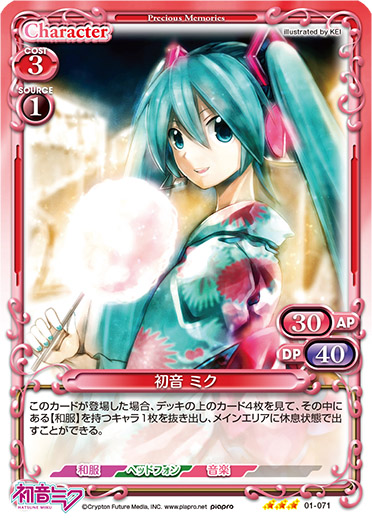 Precious Memories
Character
illustrated by KEI
COST
3
SOURCE
1
30 AP
DP 40
初音 ミク
このカードが登場した場合、デッキの上のカード4枚を見て、その中に
ある【和服】を持つキャラ1枚を抜き出し、メインエリアに休息状態で出
すことができる。
和服 ヘッドフォン 音楽
初音ミク
HATSUNE MIKU
©Crypton Future Media, INC. www.piapro.net piapro
★★★ 01-071